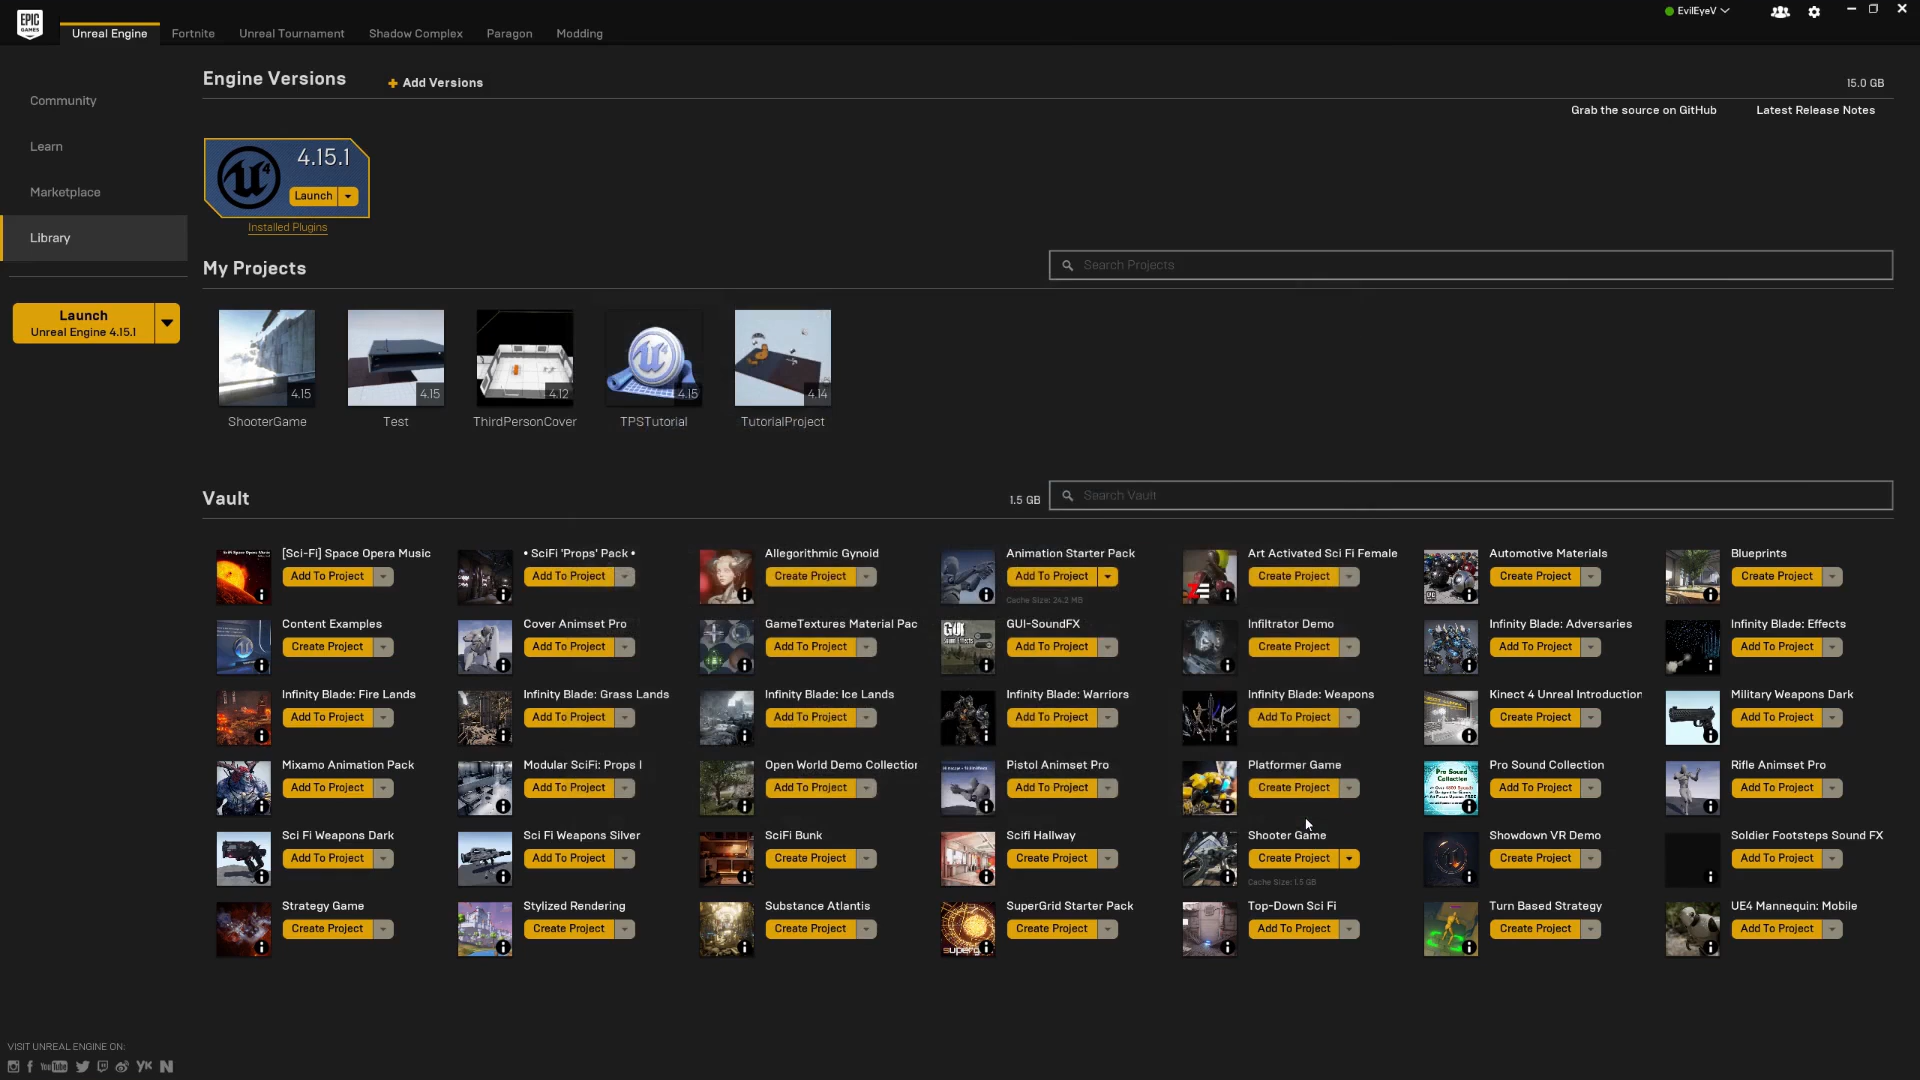 EPIC GAMES
Unreal Engine
Fortnite
Unreal Tournament
Shadow Complex
Paragon
Modding
EvilEyeV
Community
Learn
Marketplace
Library
Launch
Unreal Engine 4.15.1
Engine Versions
+ Add Versions
15.0 GB
Grab the source on GitHub
Latest Release Notes
4.15.1
Launch
Installed Plugins
My Projects
Search Projects
4.15
4.15
4.12
4.15
4.14
ShooterGame
Test
ThirdPersonCover
TPSTutorial
TutorialProject
Vault
1.5 GB
Search Vault
[Sci-Fi] Space Opera Music
Add To Project
• SciFi 'Props' Pack •
Add To Project
Allegorithmic Gynoid
Create Project
Animation Starter Pack
Add To Project
Cache Size: 24.2 MB
Art Activated Sci Fi Female
Create Project
Automotive Materials
Create Project
Blueprints
Create Project
Content Examples
Create Project
Cover Animset Pro
Add To Project
GameTextures Material Pac
Add To Project
GUI-SoundFX
Add To Project
Infiltrator Demo
Create Project
Infinity Blade: Adversaries
Add To Project
Infinity Blade: Effects
Add To Project
Infinity Blade: Fire Lands
Add To Project
Infinity Blade: Grass Lands
Add To Project
Infinity Blade: Ice Lands
Add To Project
Infinity Blade: Warriors
Add To Project
Infinity Blade: Weapons
Add To Project
Kinect 4 Unreal Introduction
Create Project
Military Weapons Dark
Add To Project
Mixamo Animation Pack
Add To Project
Modular SciFi: Props I
Add To Project
Open World Demo Collection
Add To Project
Pistol Animset Pro
Add To Project
Platformer Game
Create Project
Pro Sound Collection
Add To Project
Rifle Animset Pro
Add To Project
Sci Fi Weapons Dark
Add To Project
Sci Fi Weapons Silver
Add To Project
SciFi Bunk
Create Project
Scifi Hallway
Create Project
Shooter Game
Create Project
Cache Size: 1.5 GB
Showdown VR Demo
Create Project
Soldier Footsteps Sound FX
Add To Project
Strategy Game
Create Project
Stylized Rendering
Create Project
Substance Atlantis
Create Project
SuperGrid Starter Pack
Add To Project
Top-Down Sci Fi
Add To Project
Turn Based Strategy
Create Project
UE4 Mannequin: Mobile
Add To Project
VISIT UNREAL ENGINE ON: